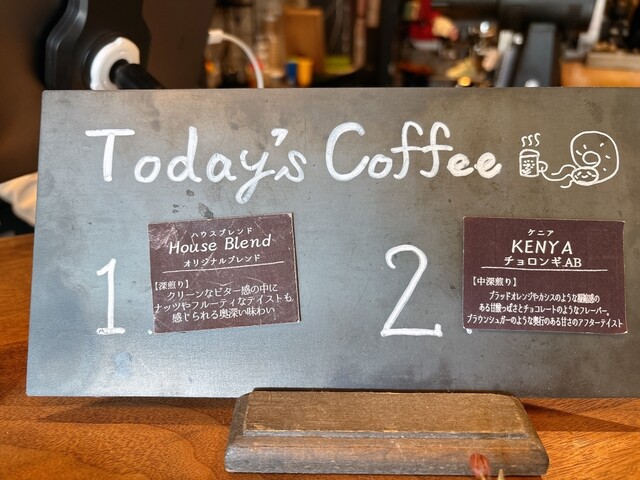 Today's Coffee
1.
ハウスブレンド
House Blend
オリジナルブレンド
【深煎り】
クリーンなビター感の中に
ナッツやフルーティなテイストも
感じられる奥深い味わい
2.
ケニア
KENYA
チョロンギ AB
【中深煎り】
ブラッドオレンジやカシスのような
ある甘酸っぱさとチョコレートのようなフレーバー。
ブラウンシュガーのような奥行のある甘さのアフターテイスト